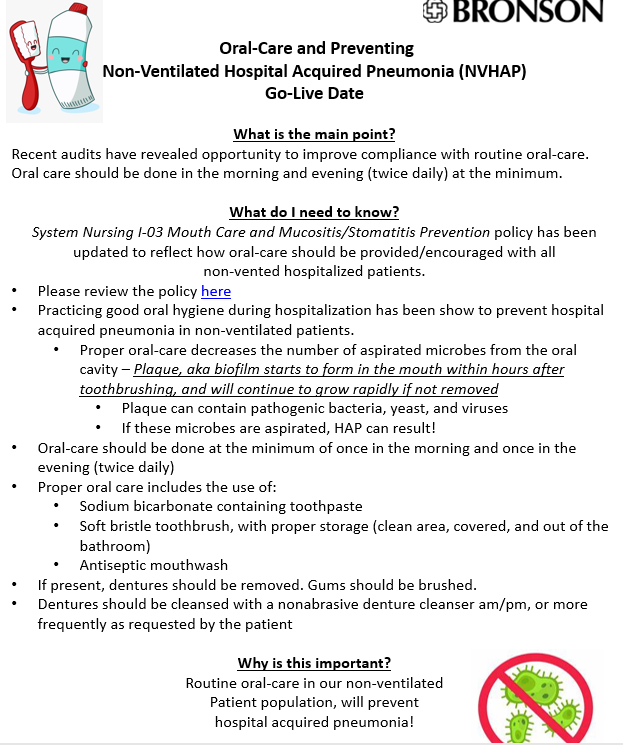 BRONSON
Oral-Care and Preventing
Non-Ventilated Hospital Acquired Pneumonia (NVHAP)
Go-Live Date
What is the main point?
Recent audits have revealed opportunity to improve compliance with routine oral-care.
Oral care should be done in the morning and evening (twice daily) at the minimum.
What do I need to know?
System Nursing I-03 Mouth Care and Mucositis/Stomatitis Prevention policy has been
updated to reflect how oral-care should be provided/encouraged with all
non-vented hospitalized patients.
• Please review the policy here
• Practicing good oral hygiene during hospitalization has been show to prevent hospital
acquired pneumonia in non-ventilated patients.
• Proper oral-care decreases the number of aspirated microbes from the oral
cavity – Plaque, aka biofilm starts to form in the mouth within hours after
toothbrushing, and will continue to grow rapidly if not removed
• Plaque can contain pathogenic bacteria, yeast, and viruses
• If these microbes are aspirated, HAP can result!
• Oral-care should be done at the minimum of once in the morning and once in the
evening (twice daily)
• Proper oral care includes the use of:
• Sodium bicarbonate containing toothpaste
• Soft bristle toothbrush, with proper storage (clean area, covered, and out of the
bathroom)
• Antiseptic mouthwash
• If present, dentures should be removed. Gums should be brushed.
• Dentures should be cleansed with a nonabrasive denture cleanser am/pm, or more
frequently as requested by the patient
Why is this important?
Routine oral-care in our non-ventilated
Patient population, will prevent
hospital acquired pneumonia!